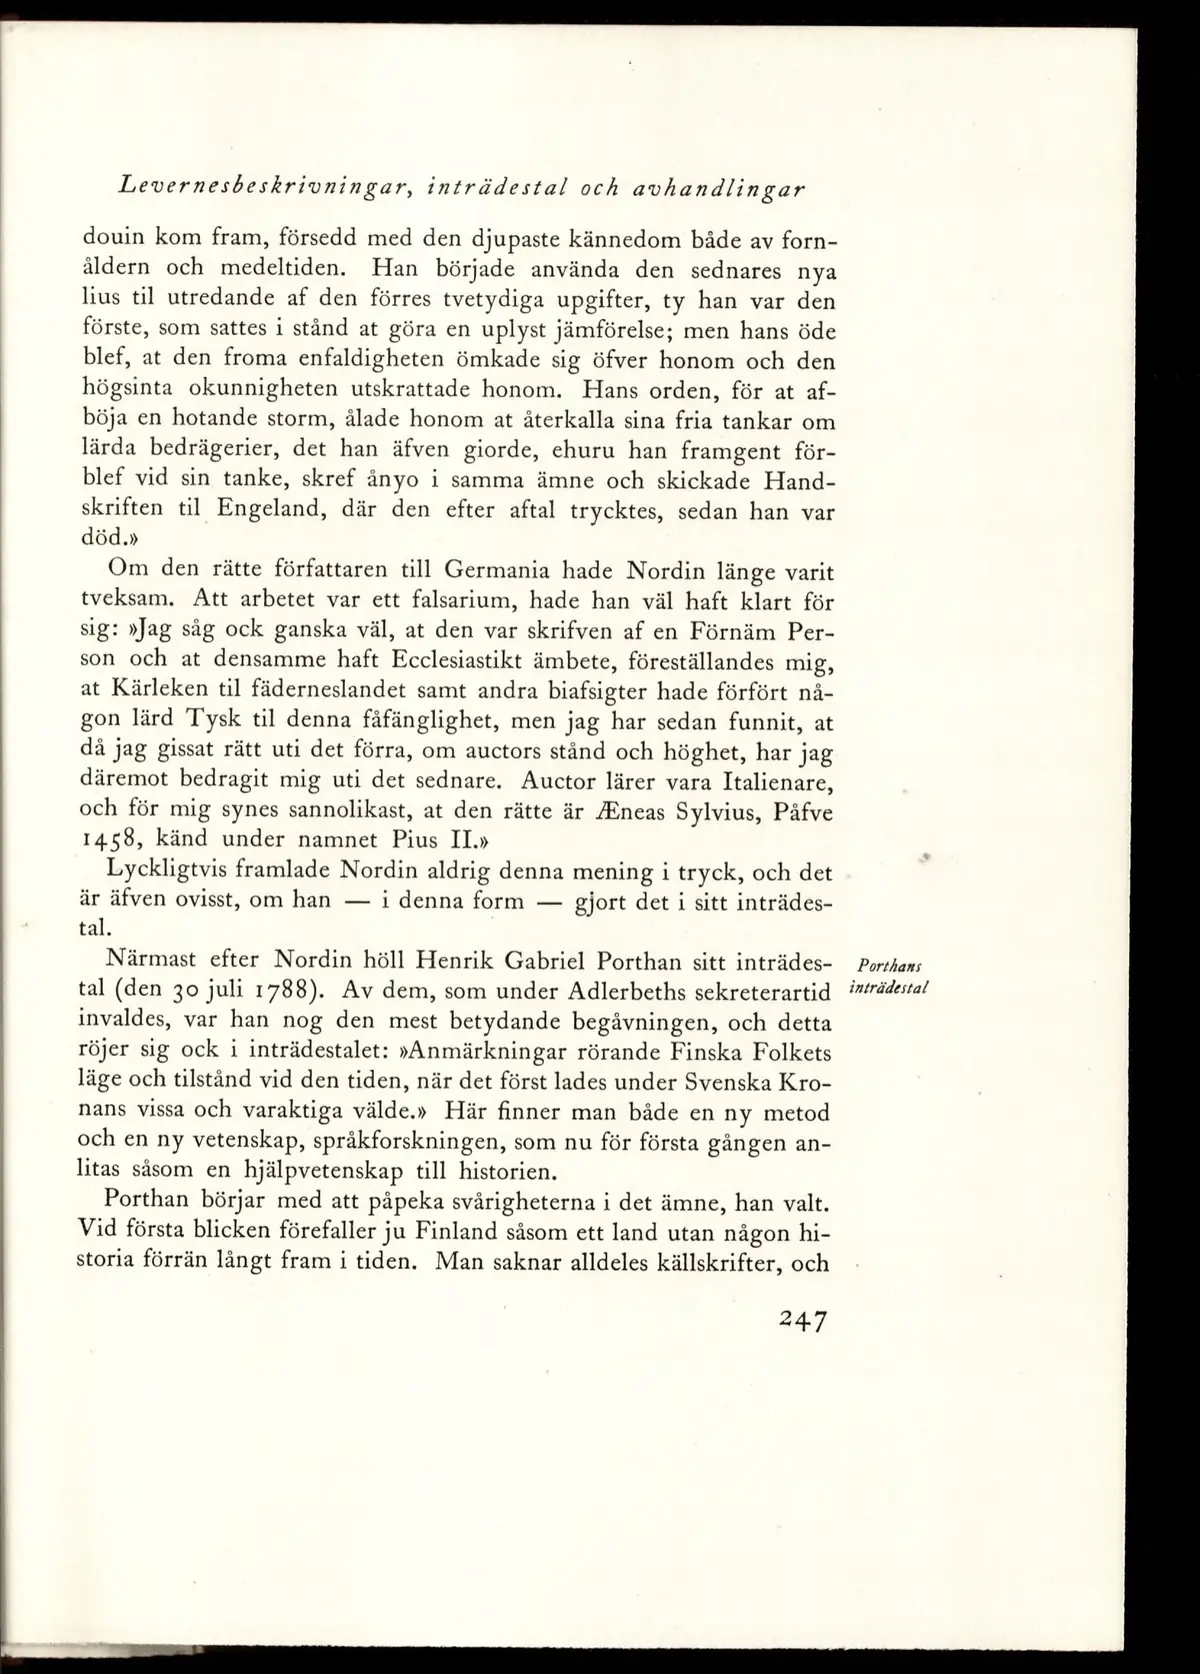 Levernesbeskrivningar, inträdestal och avhandlingar
douin kom fram, försedd med den djupaste kännedom både av forn-
åldern och medeltiden. Han började använda den sednares nya
lius til utredande af den förres tvetydiga upgifter, ty han var den
förste, som sattes i stånd at göra en uplyst jämförelse; men hans öde
blef, at den froma enfaldigheten ömkade sig öfver honom och den
högsinta okunnigheten utskrattade honom. Hans orden, för at af-
böja en hotande storm, ålade honom at återkalla sina fria tankar om
lärda bedrägerier, det han äfven giorde, ehuru han framgent för-
blef vid sin tanke, skref ånyo i samma ämne och skickade Hand-
skriften til Engeland, där den efter aftal trycktes, sedan han var
död.»
Om den rätte författaren till Germania hade Nordin länge varit
tveksam. Att arbetet var ett falsarium, hade han väl haft klart för
sig: »Jag såg ock ganska väl, at den var skrifven af en Förnäm Per-
son och at densamme haft Ecclesiastikt ämbete, föreställandes mig,
at Kärleken til fäderneslandet samt andra biafsigter hade förfört nå-
gon lärd Tysk til denna fåfänglighet, men jag har sedan funnit, at
då jag gissat rätt uti det förra, om auctors stånd och höghet, har jag
däremot bedragit mig uti det sednare. Auctor lärer vara Italienare,
och för mig synes sannolikast, at den rätte är Æneas Sylvius, Påfve
1458, känd under namnet Pius II.»
Lyckligtvis framlade Nordin aldrig denna mening i tryck, och det
är äfven ovisst, om han — i denna form — gjort det i sitt inträdes-
tal.
Närmast efter Nordin höll Henrik Gabriel Porthan sitt inträdes-
tal (den 30 juli 1788). Av dem, som under Adlerbeths sekreterartid
invaldes, var han nog den mest betydande begåvningen, och detta
röjer sig ock i inträdestalet: »Anmärkningar rörande Finska Folkets
läge och tilstånd vid den tiden, när det först lades under Svenska Kro-
nans vissa och varaktiga välde.» Här finner man både en ny metod
och en ny vetenskap, språkforskningen, som nu för första gången an-
litas såsom en hjälpvetenskap till historien.
Porthan börjar med att påpeka svårigheterna i det ämne, han valt.
Vid första blicken förefaller ju Finland såsom ett land utan någon hi-
storia förrän långt fram i tiden. Man saknar alldeles källskrifter, och
Porthans
inträdestal
247